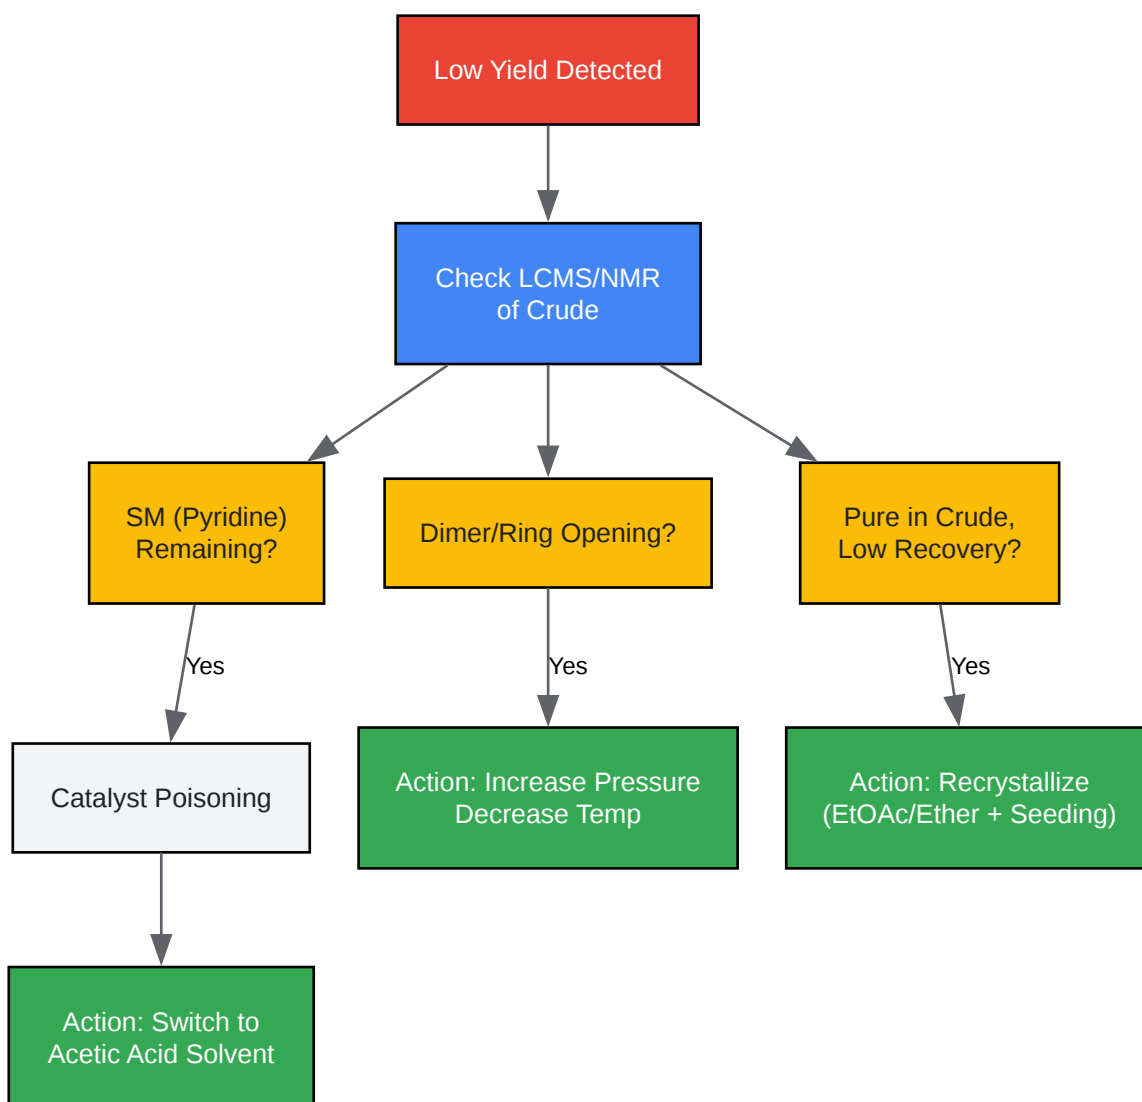 Low Yield Detected
Check LCMS/NMR
of Crude
SM (Pyridine)
Remaining?
Dimer/Ring Opening?
Pure in Crude,
Low Recovery?
Yes
Yes
Yes
Catalyst Poisoning
Action: Increase Pressure
Decrease Temp
Action: Recrystallize
(EtOAc/Ether + Seeding)
Action: Switch to
Acetic Acid Solvent